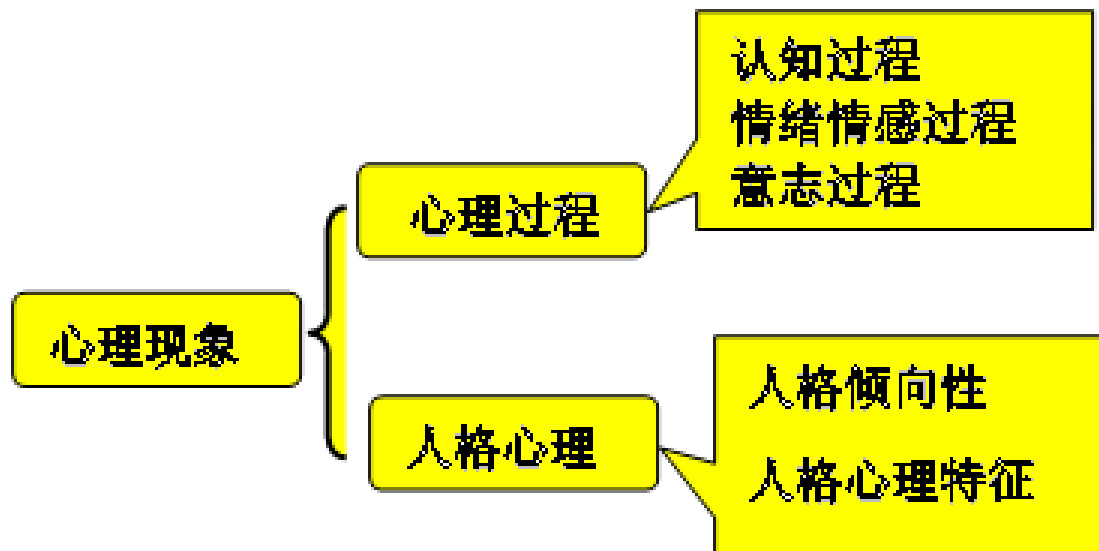 认知过程
情绪情感过程
意志过程
心理过程
心理现象
人格倾向性
人格心理
人格心理特征